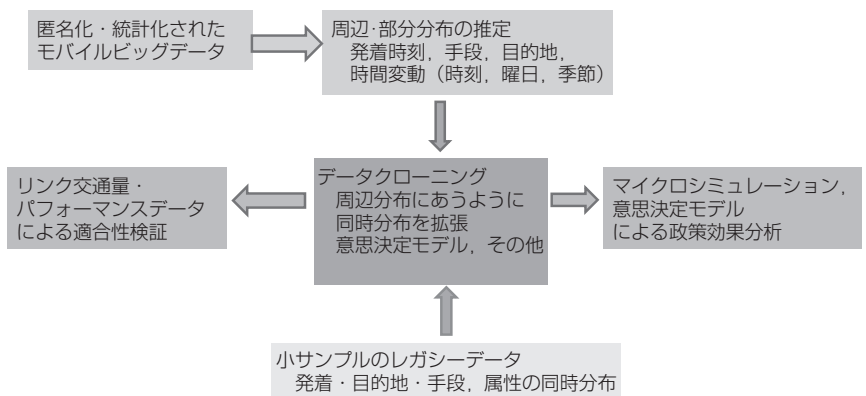 匿名化・統計化された
モバイルビッグデータ
周辺・部分分布の推定
発着時刻，手段，目的地，
時間変動（時刻，曜日，季節）
リンク交通量・
パフォーマンスデータ
による適合性検証
データクローニング
周辺分布にあうように
同時分布を拡張
意思決定モデル，その他
マイクロシミュレーション，
意思決定モデル
による政策効果分析
小サンプルのレガシーデータ
発着・目的地・手段，属性の同時分布